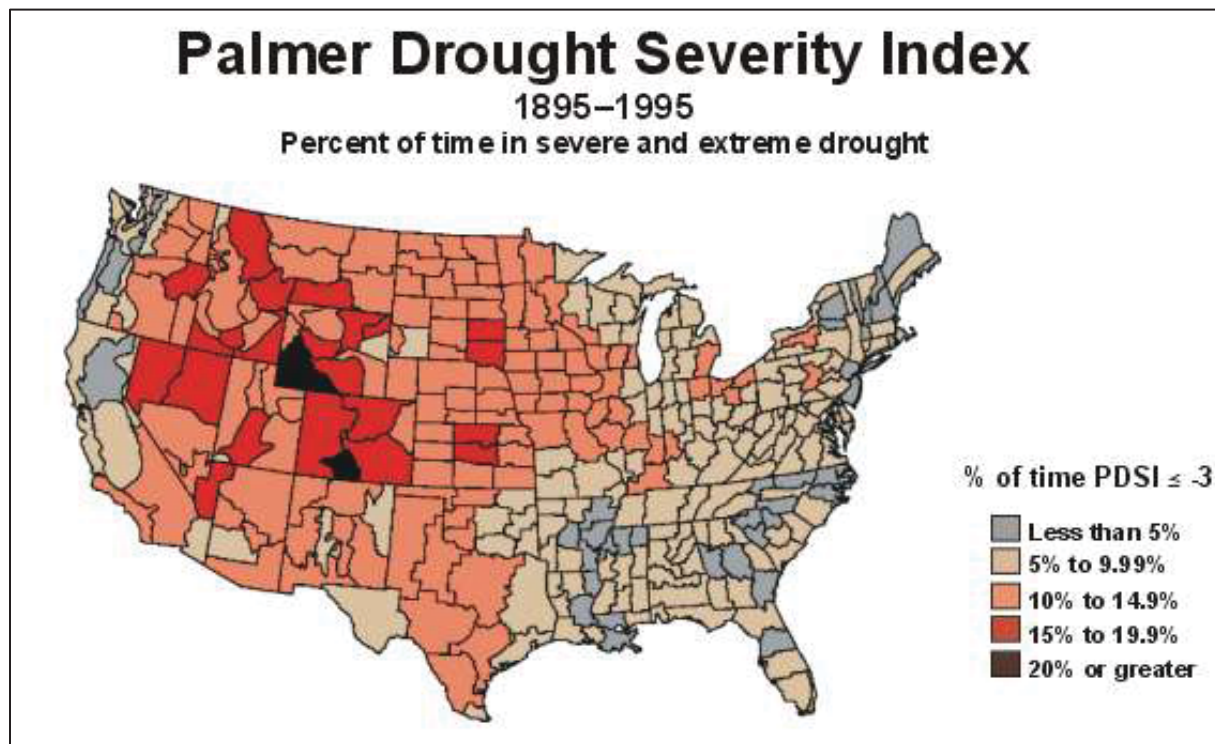 Palmer Drought Severity Index
1895–1995
Percent of time in severe and extreme drought
% of time PDSI ≤ -3
Less than 5%
5% to 9.99%
10% to 14.9%
15% to 19.9%
20% or greater